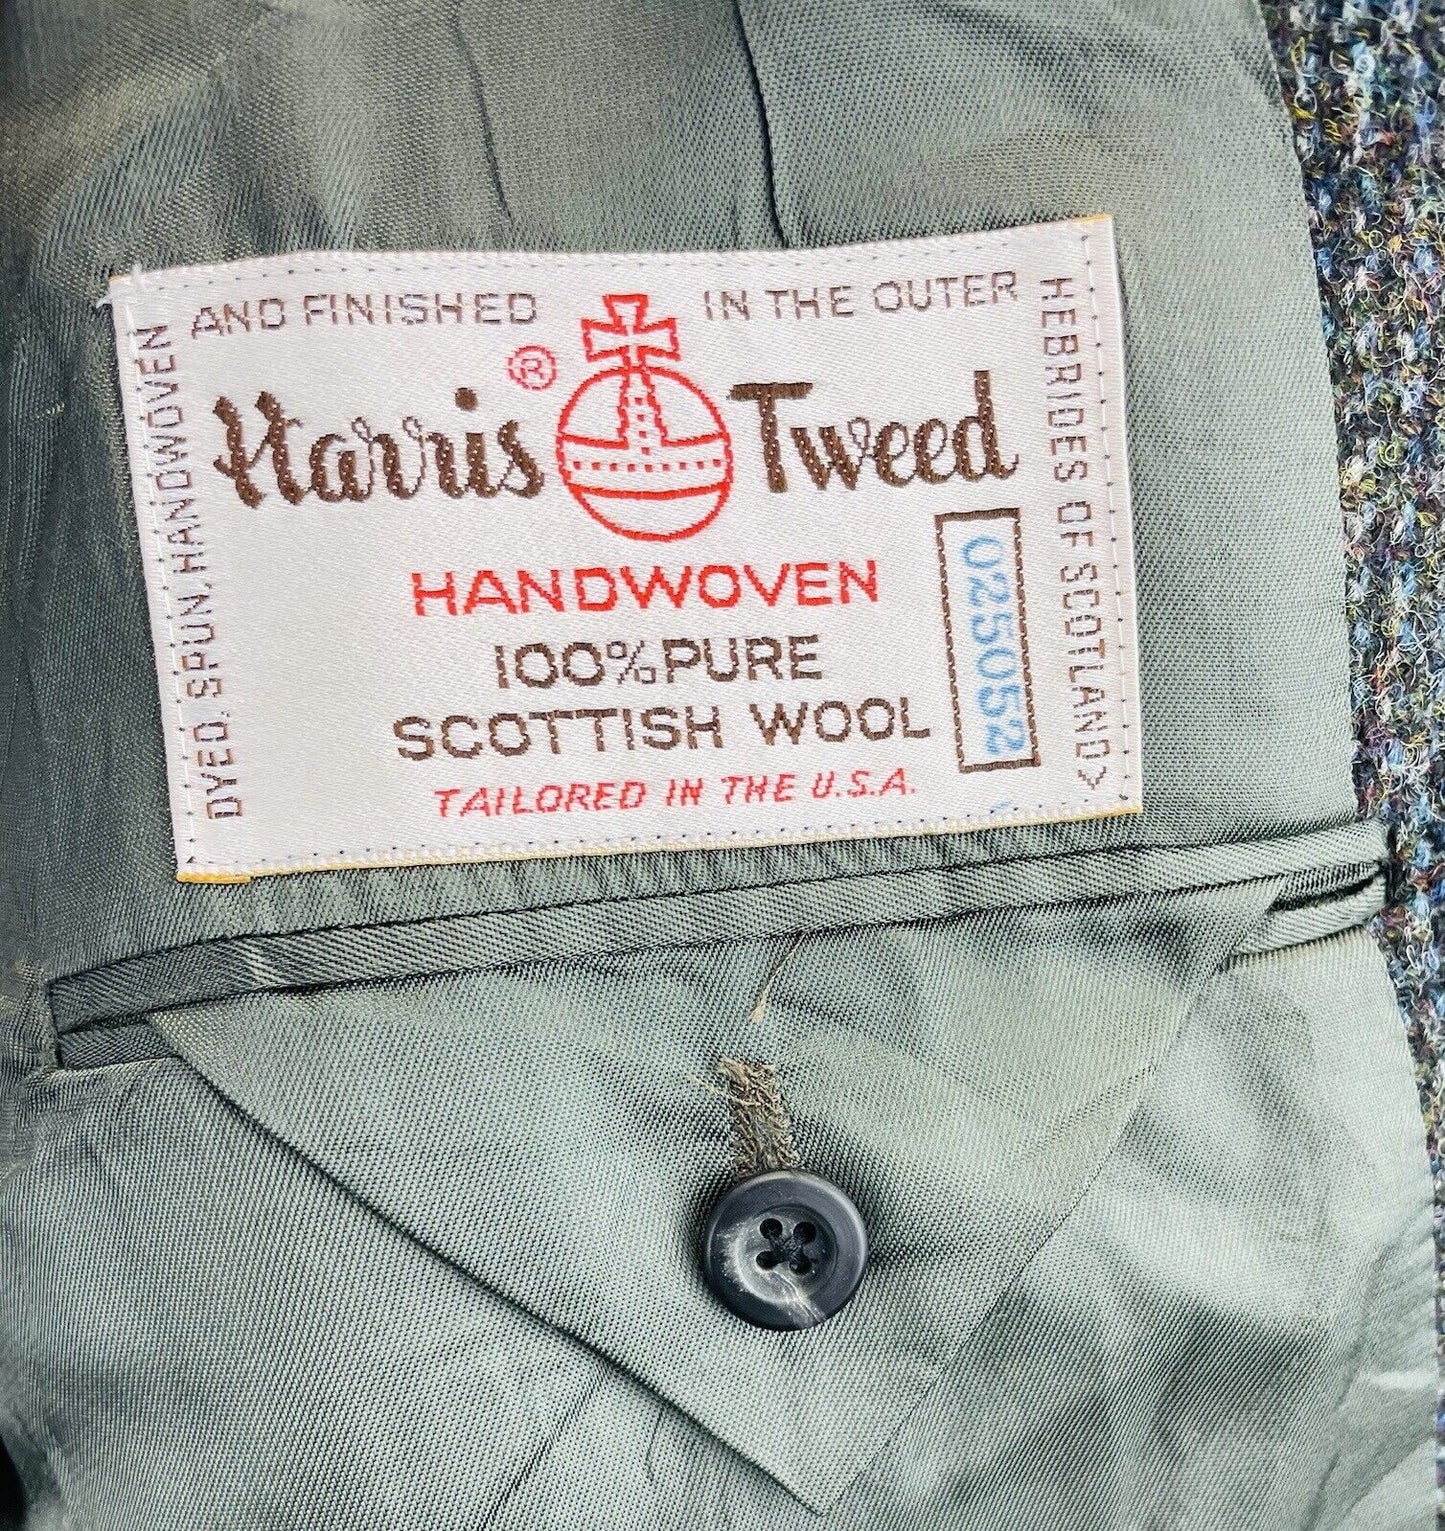 DYED, SPUN, HANDWOVEN
AND FINISHED IN THE OUTER
HEBRIDES OF SCOTLAND>
Harris® Tweed
HANDWOVEN
100% PURE
SCOTTISH WOOL
TAILORED IN THE U.S.A.
025052